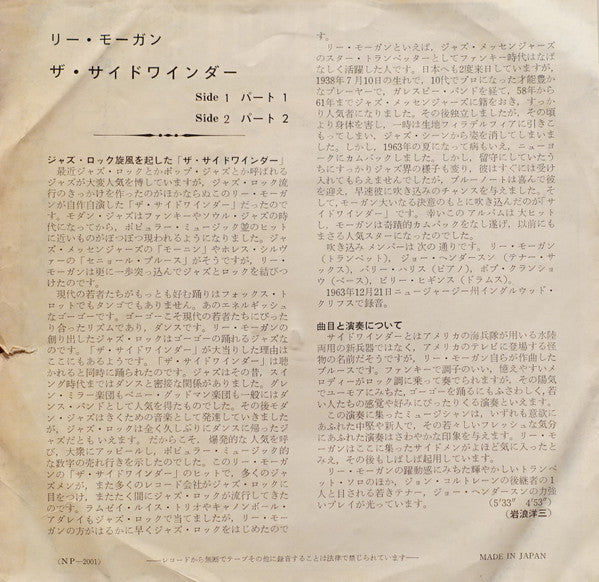 リー・モーガン
ザ・サイドワインダー
Side 1 パート 1
Side 2 パート 2
ジャズ・ロック旋風を起した「ザ・サイドワインダー」
最近ジャズ・ロックとかポップ・ジャズとか呼ばれる
ジャズが大変人気を博していますが，ジャズ・ロック流
行のきっかけを作ったのがほかならぬこのリー・モーガ
ンが自作自演した「ザ・サイドワインダー」だったので
す。モダン・ジャズはファンキーやソウル・ジャズの時
代になってから，ポピュラー・ミュージック並のヒット
に近いものがぽつぽつ現われるようになりました。ジャ
ズ・メッセンジャーズの「モーニン」やホレス・シルヴ
ァーの「セニョール・ブルース」がそうですが，リー・モ
ーガンは更に一歩突っ込んでジャズとロックを結びつ
けたのです。
現代の若者たちがもっとも好む踊りはフォックス・ト
ロットでもタンゴでもありません。あのエネルギッシュ
なゴーゴーです。ゴーゴーこそ現代の若者たちにぴった
り合ったリズムであり，ダンスです。リー・モーガンの
創り出したジャズ・ロックはゴーゴーの踊れるジャズな
のです。「ザ・サイドワインダー」が大当りした理由は
ここにもあるようです。「ザ・サイドワインダー」は聴
かれると同時に踊られたのです。ジャズはその昔，スイ
ング時代まではダンスと密接な関係がありました。グレ
ン・ミラー楽団もベニー・グッドマン楽団も一般にはダ
ンス・バンドとして人気を得たものでした。その後モダ
ン・ジャズはきくための音楽として発達していきました
が，ジャズ・ロックは全く久しぶりにダンスに帰ったジ
ャズだともいえます。だからこそ，爆発的な人気を呼
び，大衆にアッピールし，ポピュラー・ミュージック的
な数字の売れ行きを示したのでした。このリー・モーガ
ンの「ザ・サイドワインダー」のヒットで，多くのジャ
ズメンが，また多くのレコード会社がジャズ・ロックに
目をつけ，またたく間にジャズ・ロックが流行してきた
のです。ラムゼイ・ルイス・トリオやキャノンボール・
アダレイもジャズ・ロックで当てましたが，リー・モーガ
ンの方がはるかに早くジャズ・ロックをはじめたので
す。
リー・モーガンといえば，ジャズ・メッセンジャーズ
のスター・トランペッターとしてファンキー時代はなば
なしく活躍した人です。日本へも2度来日していますが，
1938年7月10日の生れで，10代でプロになった才能豊か
なプレーヤーで，ガレスピー・バンドを経て，58年から
61年までジャズ・メッセンジャーズに籍をおき，すっか
り人気者になりました。その後独立しましたが，その頃
より身体を害し，一時は生地フィラデルフィアに引きこ
もってしまい，ジャズ・シーンから姿を消してしまいま
した。しかし，1963年の夏になって病もいえ，ニューヨ
ークにカムバックしました。しかし，留守にしていたう
ちにすっかりジャズ界の様子も変り，彼はすぐには受け
入れてもらえませんでしたが，ブルーノートは喜んで彼
を迎え，早速彼に吹き込みのチャンスを与えました。そ
して，モーガン大いなる決意のもとに吹き込んだのが「サ
イドワインダー」です。幸いこのアルバムは大ヒット
し，モーガンは奇蹟的カムバックをなし遂げ，以前にも
まさる人気スターになったのでした。
吹き込みメンバーは次の通りです。リー・モーガン
（トランペット），ジョー・ヘンダースン（テナー・サ
ックス），バリー・ハリス（ピアノ），ボブ・クランショ
ウ（ベース），ビリー・ヒギンス（ドラムス）。
1963年12月21日ニュージャージー州イングルウッド・
クリフスで録音。
曲目と演奏について
サイドワインダーとはアメリカの海兵隊が用いる水陸
両用の新兵器ではなく，アメリカのテレビに登場する怪
物の名前だそうですが，リー・モーガン自らが作曲した
ブルースです。ファンキーで調子のいい，憶えやすいメ
ロディーがロック調に乗って奏でられますが，その陽気
でユーモアにみちた，ゴーゴーを踊るにもふさわしく，若
い人たちの感覚や好みにぴったりくる演奏といえます。
この演奏に集ったミュージシャンは，いずれも意欲に
あふれた中堅や新人で，その若々しいフレッシュな気分
にあふれた演奏はさわやかな印象を与えます。リー・モ
ーガンはここに集ったサイドメンがよほど気に入ったと
みえ，その後もしばしば起用しています。
リー・モーガンの躍動感にみちた輝やかしいトランペ
ット・ソロのほか，ジョン・コルトレーンの後継者の1
人と目される若きテナー，ジョー・ヘンダースンの力強
いプレイが光っています。（5′33″ 4′53″）
（岩浪洋三）
(NP−2001)
──レコードから無断でテープその他に録音することは法律で禁じられています──
MADE IN JAPAN